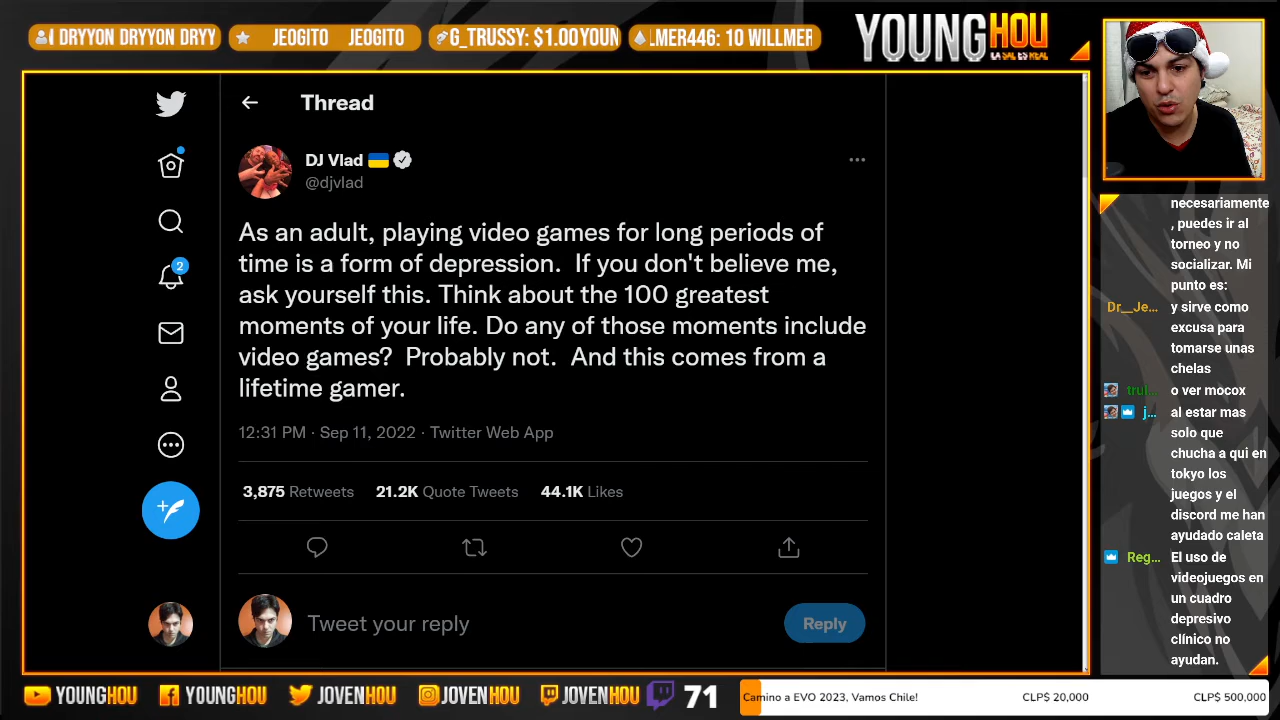 DRYYON DRYYON DRYY
JEOGITO JEOGITO
G_TRUSSY: $1.00YOUN
LMER446: 10 WILLMER
YOUNGHOU
LA SAL ES REAL
Thread
DJ Vlad
@djvlad
As an adult, playing video games for long periods of
time is a form of depression. If you don't believe me,
ask yourself this. Think about the 100 greatest
moments of your life. Do any of those moments include
video games? Probably not. And this comes from a
lifetime gamer.
12:31 PM · Sep 11, 2022 · Twitter Web App
3,875 Retweets 21.2K Quote Tweets 44.1K Likes
Tweet your reply
Reply
2
necesariamente
, puedes ir al
torneo y no
socializar. Mi
punto es:
Dr__Je... y sirve como
excusa para
tomarse unas
chelas
trul... o ver mocox
j... al estar mas
solo que
chucha a qui en
tokyo los
juegos y el
discord me han
ayudado caleta
Reg... El uso de
videojuegos en
un cuadro
depresivo
clínico no
ayudan.
YOUNGHOU YOUNGHOU JOVENHOU JOVENHOU JOVENHOU 71
Camino a EVO 2023, Vamos Chile! CLP$ 20,000 CLP$ 500,000